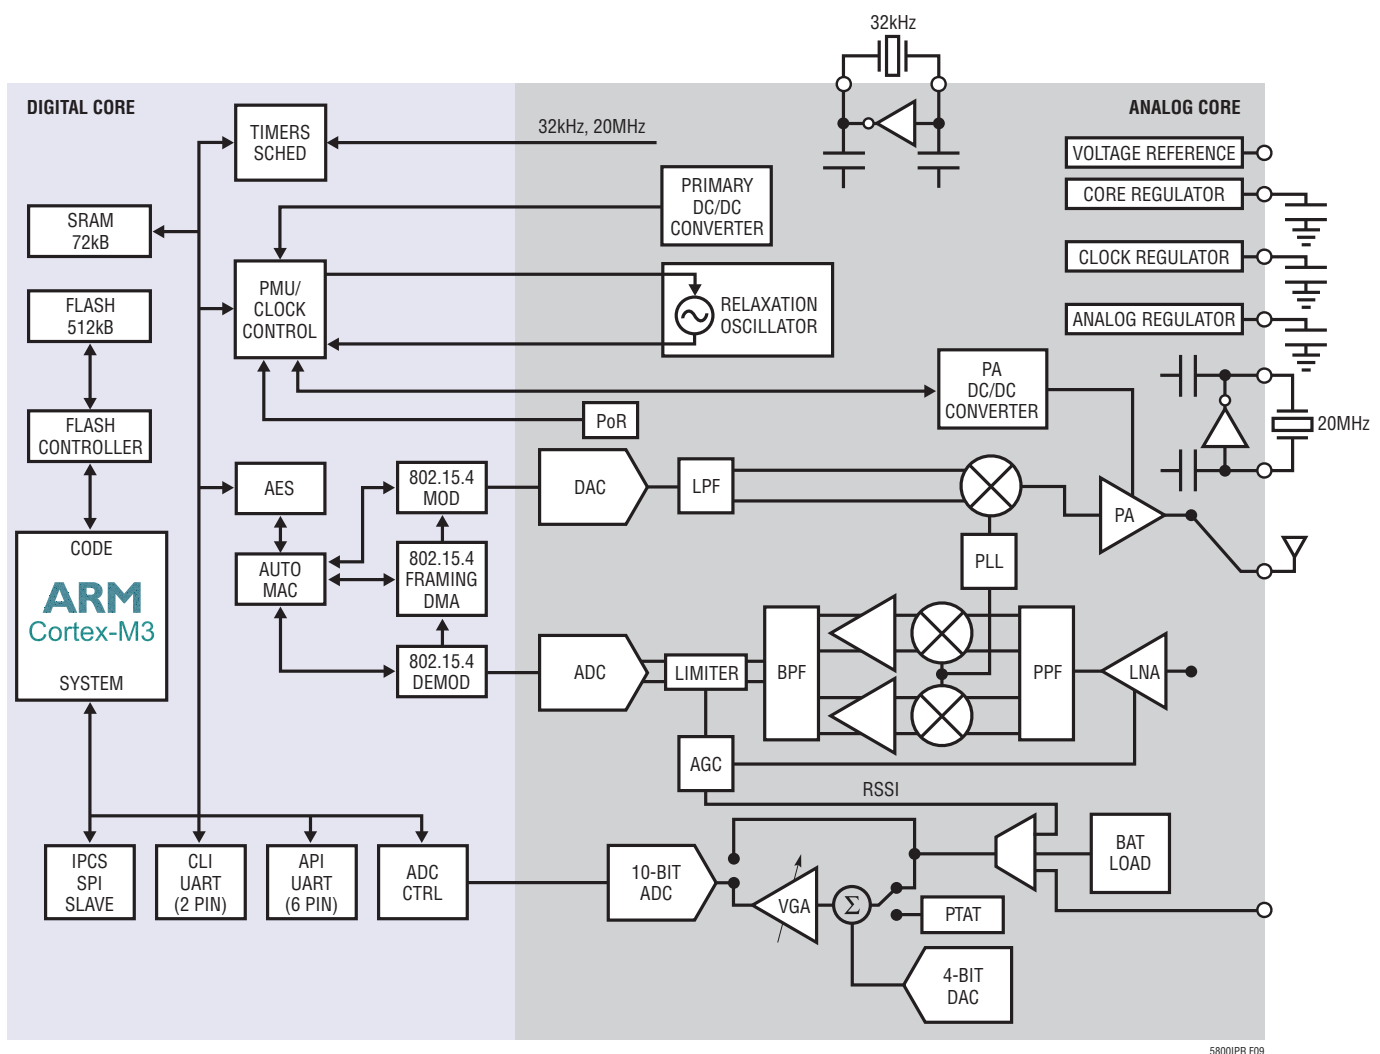 32kHz
DIGITAL CORE
ANALOG CORE
TIMERS
SCHED
32kHz, 20MHz
VOLTAGE REFERENCE
PRIMARY
DC/DC
CONVERTER
CORE REGULATOR
SRAM
72kB
CLOCK REGULATOR
PMU/
CLOCK
CONTROL
RELAXATION
OSCILLATOR
FLASH
512kB
ANALOG REGULATOR
PA
DC/DC
CONVERTER
20MHz
PoR
FLASH
CONTROLLER
AES
802.15.4
MOD
DAC
LPF
PA
CODE
ARM
Cortex-M3
SYSTEM
AUTO
MAC
802.15.4
FRAMING
DMA
PLL
802.15.4
DEMOD
ADC
LIMITER
BPF
PPF
LNA
AGC
RSSI
IPCS
SPI
SLAVE
CLI
UART
(2 PIN)
API
UART
(6 PIN)
ADC
CTRL
10-BIT
ADC
VGA
Σ
BAT
LOAD
PTAT
4-BIT
DAC
5800IPR F09